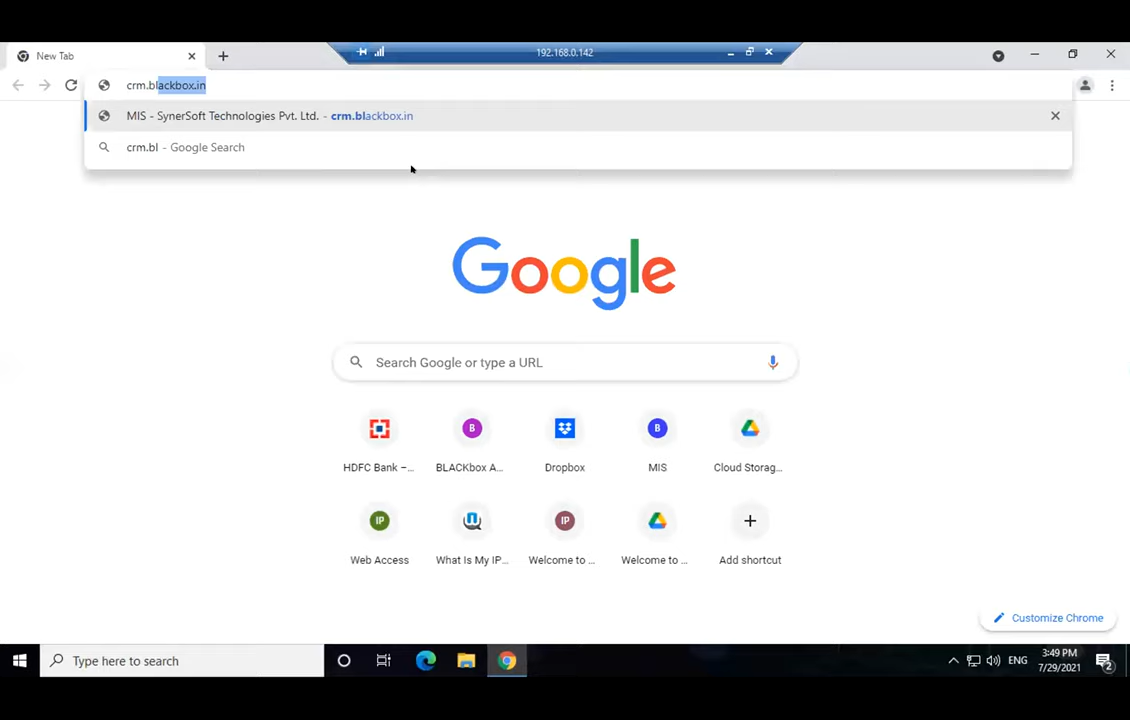 New Tab
192.168.0.142
crm.blackbox.in
MIS - SynerSoft Technologies Pvt. Ltd. - crm.blackbox.in
crm.bl - Google Search
Google
Search Google or type a URL
B
B
HDFC Bank –...
BLACKbox A...
Dropbox
MIS
Cloud Storag...
IP
IP
Web Access
What Is My IP...
Welcome to ...
Welcome to ...
Add shortcut
Customize Chrome
Type here to search
ENG
3:49 PM
7/29/2021
2